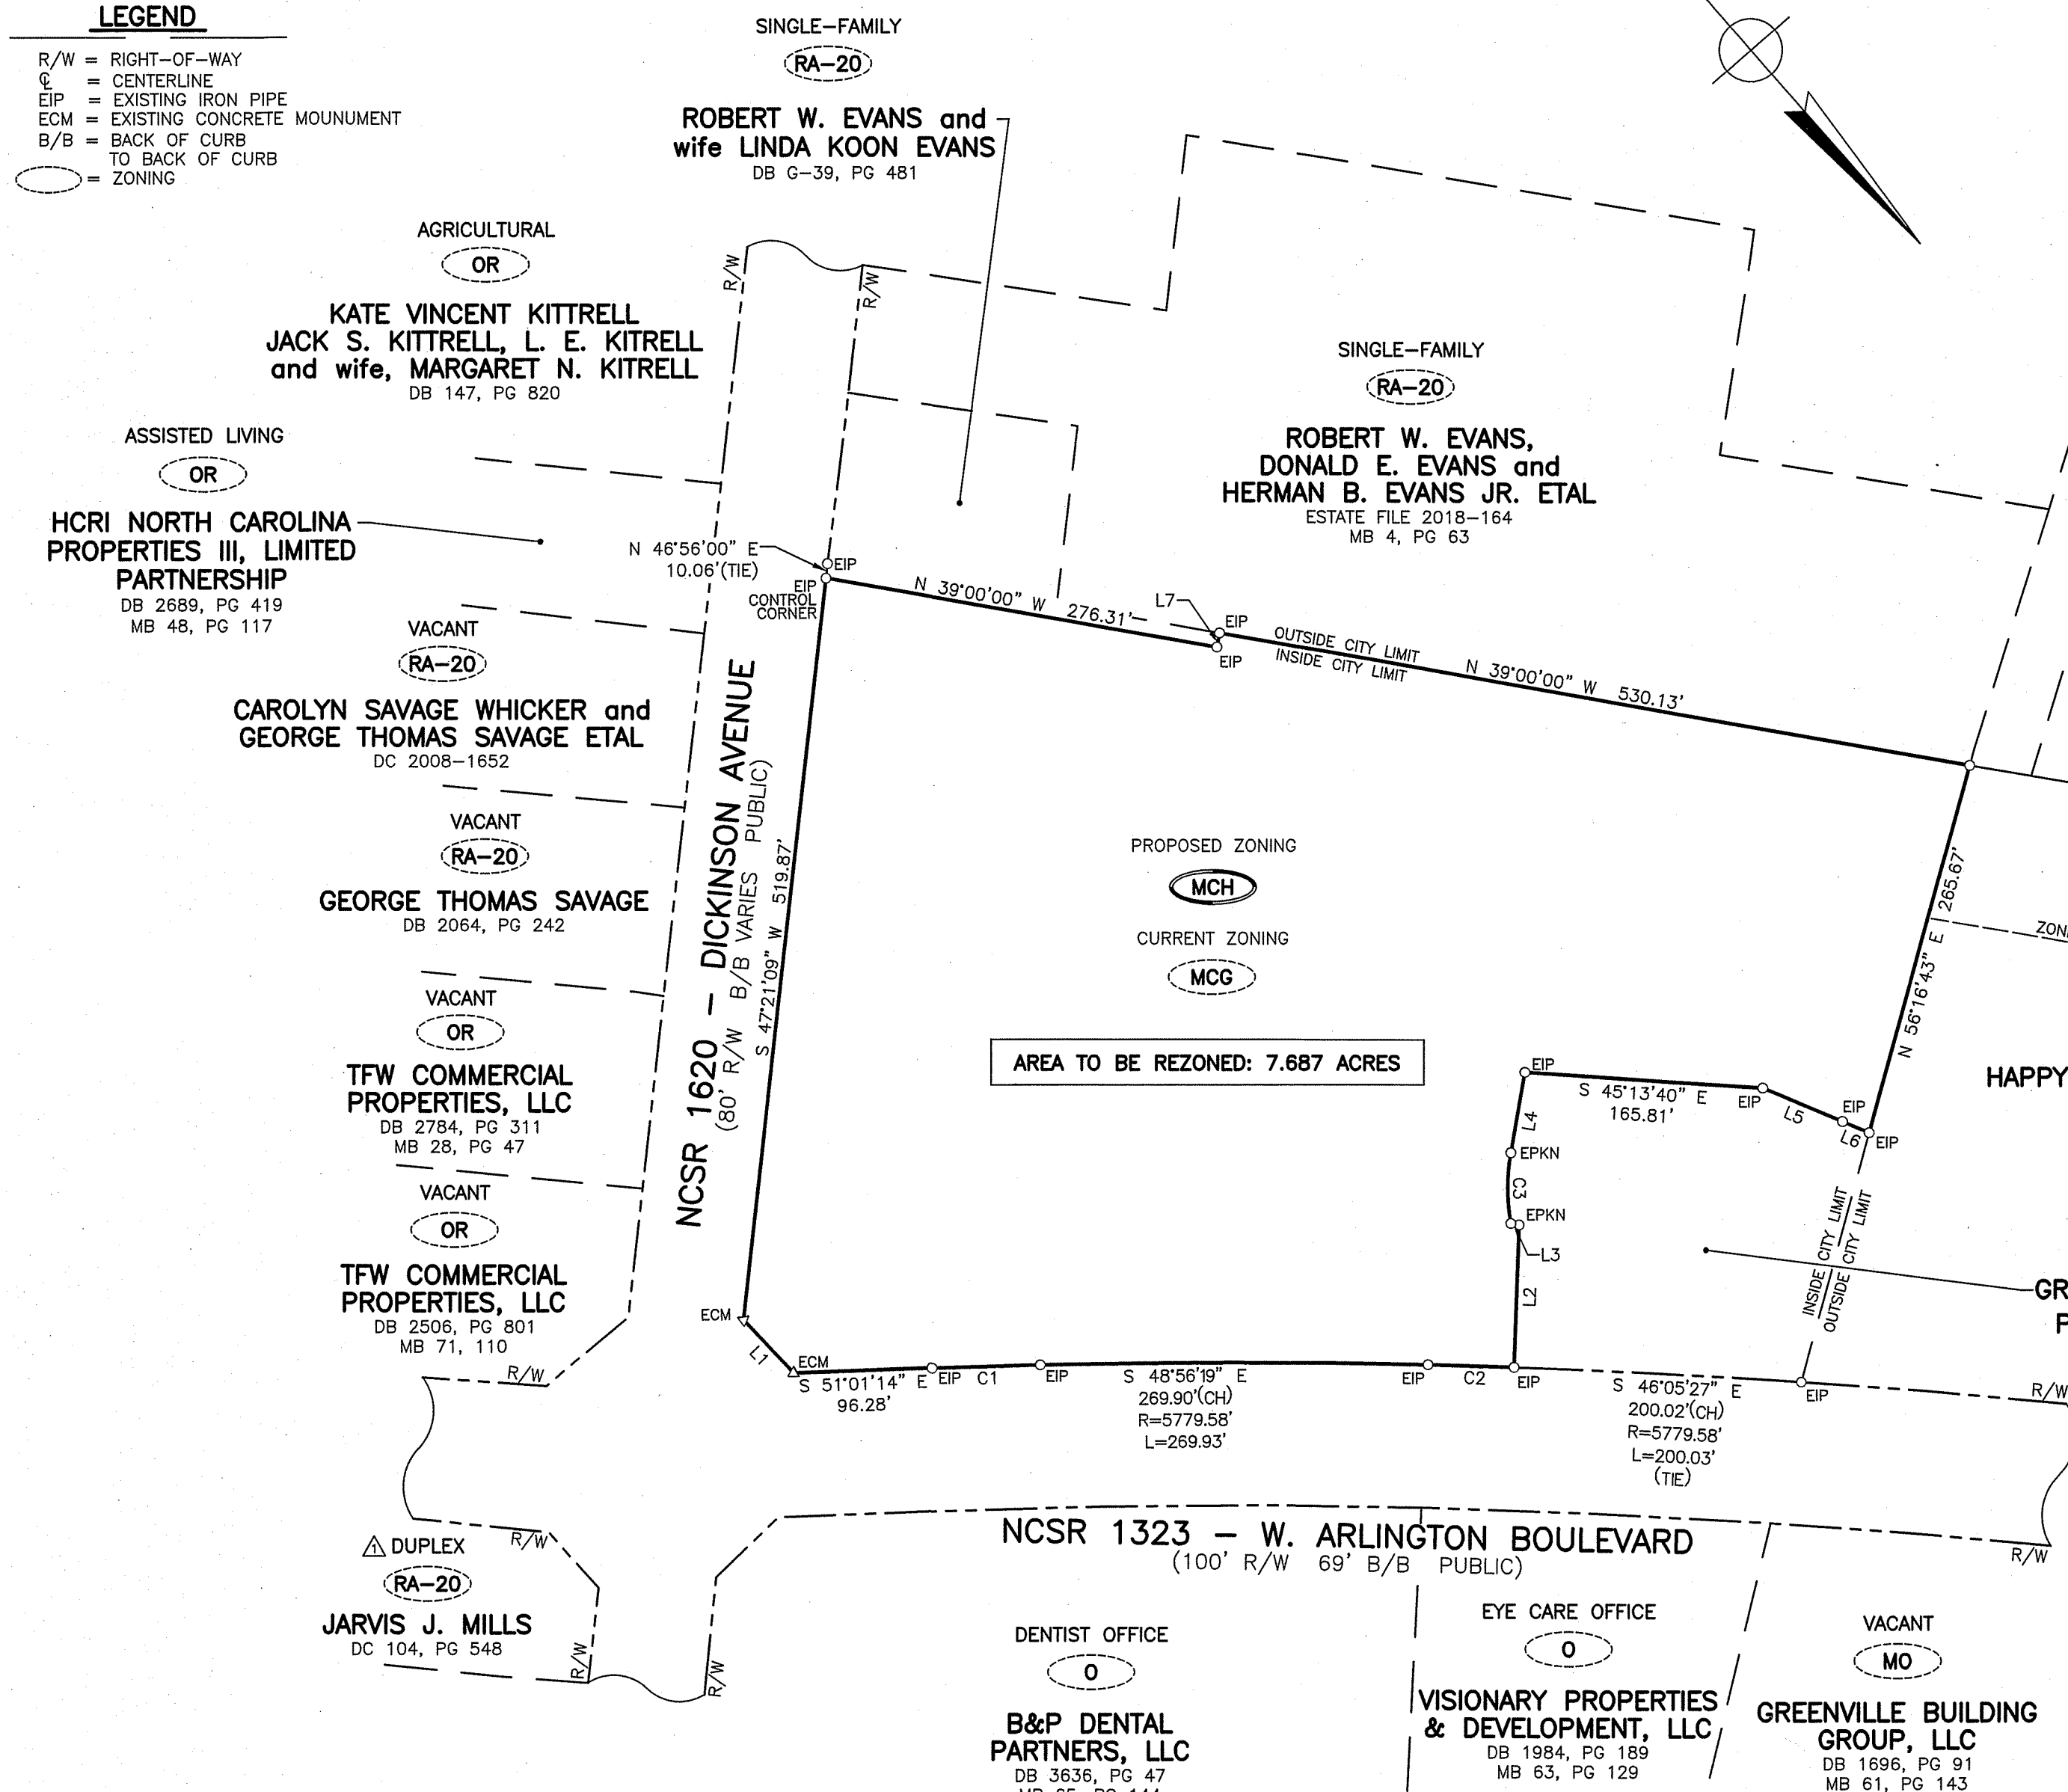 LEGEND
R/W = RIGHT-OF-WAY
℄ = CENTERLINE
EIP = EXISTING IRON PIPE
ECM = EXISTING CONCRETE MOUNUMENT
B/B = BACK OF CURB
TO BACK OF CURB
= ZONING
SINGLE-FAMILY
RA-20
ROBERT W. EVANS and
wife LINDA KOON EVANS
DB G-39, PG 481
AGRICULTURAL
OR
KATE VINCENT KITTRELL
JACK S. KITTRELL, L. E. KITRELL
and wife, MARGARET N. KITRELL
DB 147, PG 820
R/W
R/W
SINGLE-FAMILY
RA-20
ROBERT W. EVANS,
DONALD E. EVANS and
HERMAN B. EVANS JR. ETAL
ESTATE FILE 2018-164
MB 4, PG 63
ASSISTED LIVING
OR
HCRI NORTH CAROLINA
PROPERTIES III, LIMITED
PARTNERSHIP
DB 2689, PG 419
MB 48, PG 117
N 46°56'00" E
10.06'(TIE)
EIP
EIP
CONTROL
CORNER
N 39°00'00" W 276.31'
L7
EIP
EIP
OUTSIDE CITY LIMIT
INSIDE CITY LIMIT
N 39°00'00" W 530.13'
VACANT
RA-20
CAROLYN SAVAGE WHICKER and
GEORGE THOMAS SAVAGE ETAL
DC 2008-1652
VACANT
RA-20
GEORGE THOMAS SAVAGE
DB 2064, PG 242
NCSR 1620 - DICKINSON AVENUE
(80' R/W B/B VARIES PUBLIC)
S 47°21'09" W 519.87'
PROPOSED ZONING
MCH
CURRENT ZONING
MCG
AREA TO BE REZONED: 7.687 ACRES
N 56°16'43" E 265.67'
ZON
HAPPY
VACANT
OR
TFW COMMERCIAL
PROPERTIES, LLC
DB 2784, PG 311
MB 28, PG 47
VACANT
OR
TFW COMMERCIAL
PROPERTIES, LLC
DB 2506, PG 801
MB 71, 110
R/W
EIP
S 45°13'40" E
165.81'
EIP
L5
EIP
L6
EIP
L4
EPKN
C3
EPKN
L3
L2
INSIDE CITY LIMIT
OUTSIDE CITY LIMIT
GR
P
ECM
L1
ECM
S 51°01'14" E
96.28'
EIP
C1
EIP
S 48°56'19" E
269.90'(CH)
R=5779.58'
L=269.93'
EIP
C2
EIP
S 46°05'27" E
200.02'(CH)
R=5779.58'
L=200.03'
(TIE)
EIP
R/W
NCSR 1323 - W. ARLINGTON BOULEVARD
(100' R/W 69' B/B PUBLIC)
R/W
R/W
1 DUPLEX
RA-20
JARVIS J. MILLS
DC 104, PG 548
R/W
R/W
DENTIST OFFICE
O
B&P DENTAL
PARTNERS, LLC
DB 3636, PG 47
EYE CARE OFFICE
O
VISIONARY PROPERTIES
& DEVELOPMENT, LLC
DB 1984, PG 189
MB 63, PG 129
VACANT
MO
GREENVILLE BUILDING
GROUP, LLC
DB 1696, PG 91
MB 61, PG 143